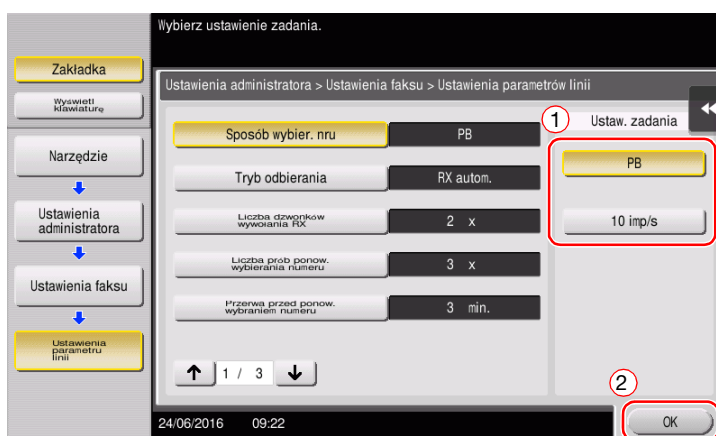 Wybierz ustawienie zadania.
Zakładka
Wyświetl
klawiaturę
Narzędzie
Ustawienia
administratora
Ustawienia faksu
Ustawienia
parametru
linii
Ustawienia administratora > Ustawienia faksu > Ustawienia parametrów linii
Sposób wybier. nru
PB
Tryb odbierania
RX autom.
Liczba dzwonków
wywołania RX
2 x
Liczba prób ponow.
wybierania numeru
3 x
Przerwa przed ponow.
wybraniem numeru
3 min.
1 / 3
1
Ustaw. zadania
PB
10 imp/s
2
24/06/2016 09:22
OK